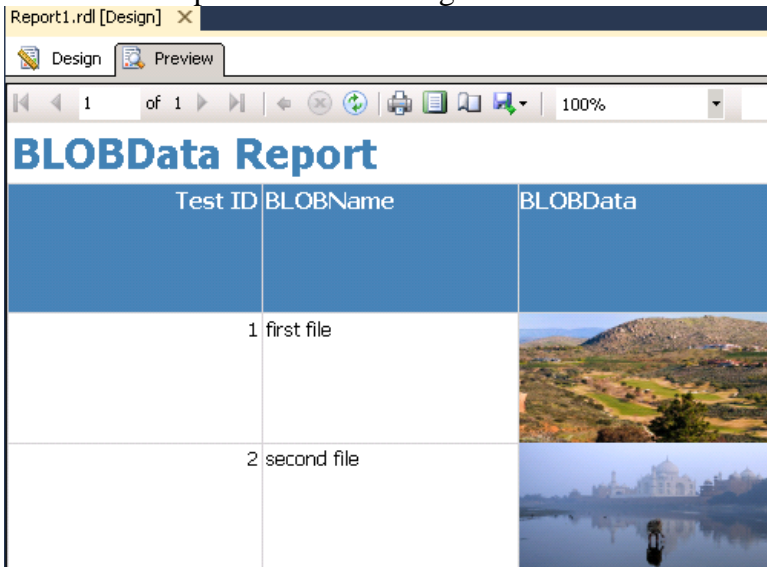 Report1.rdl [Design]
Design Preview
1 of 1 100%
BLOBData Report
Test ID BLOBName BLOBData
1 first file
2 second file